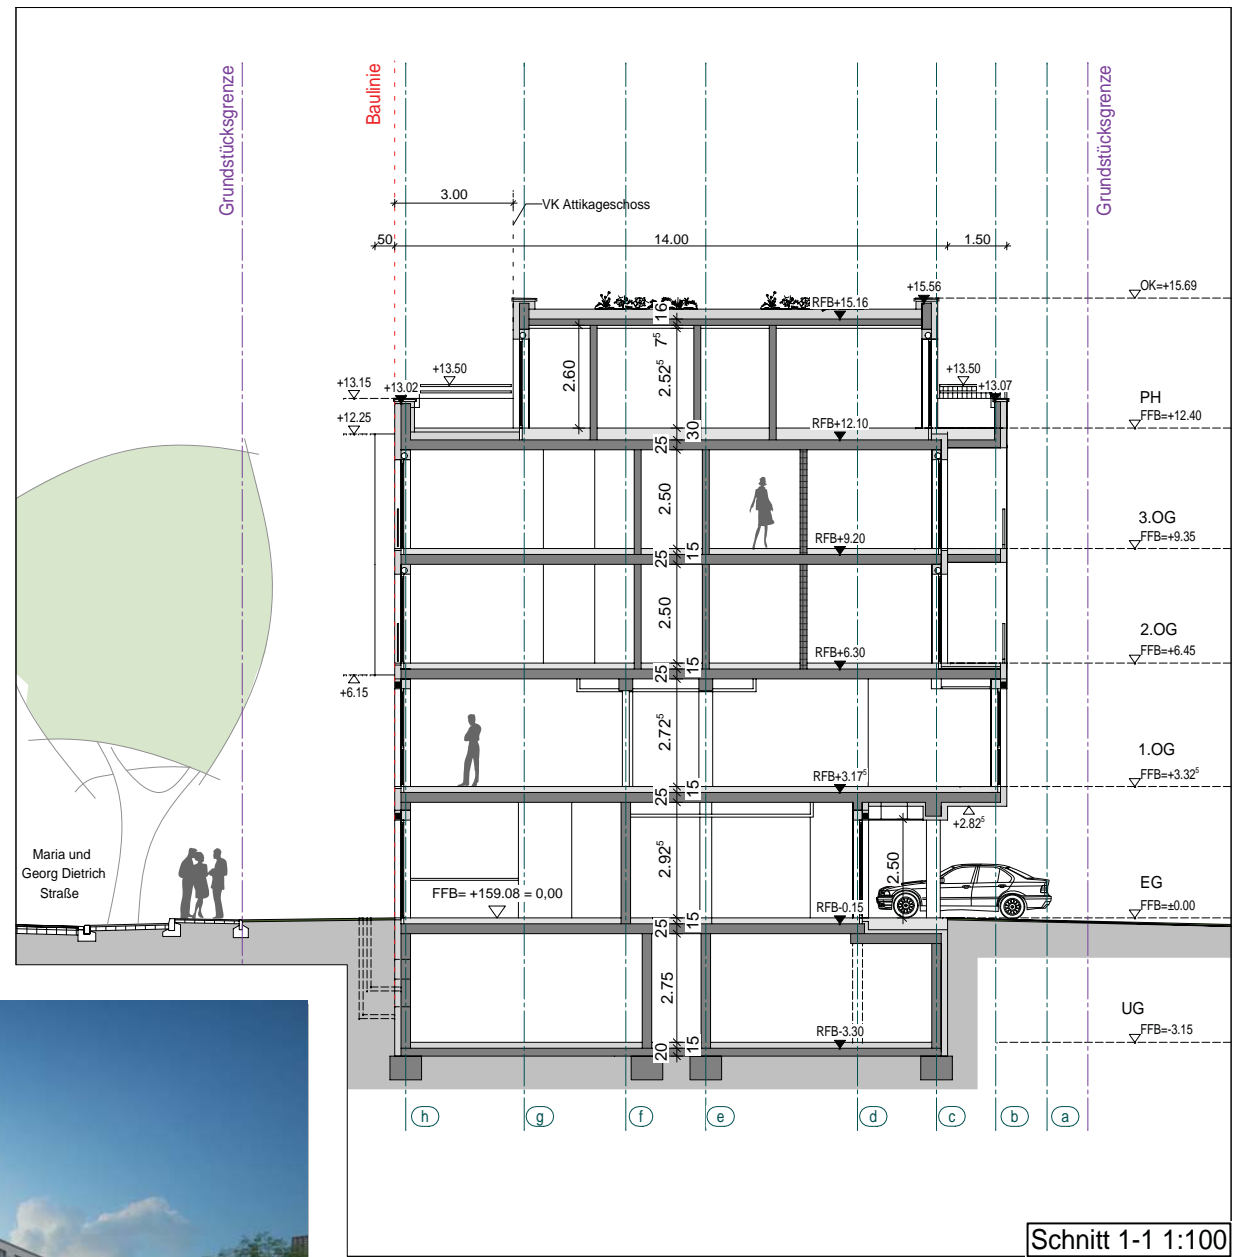 Grundstücksgrenze
Baulinie
Grundstücksgrenze
3.00
VK Attikageschoss
50
14.00
1.50
+15.56
OK=+15.69
RFB+15.16
16
7⁵
2.60
2.52⁵
+13.50
+13.50
+13.15
+13.02
+13.07
PH
FFB=+12.40
+12.25
RFB+12.10
30
25
2.50
3.OG
FFB=+9.35
RFB+9.20
15
25
2.50
2.OG
FFB=+6.45
RFB+6.30
15
25
+6.15
2.72⁵
1.OG
FFB=+3.32⁵
RFB+3.17⁵
15
25
+2.82⁵
2.92⁵
2.50
Maria und
Georg Dietrich
Straße
FFB= +159.08 = 0,00
EG
FFB=±0.00
RFB-0.15
15
25
2.75
UG
FFB=-3.15
RFB-3.30
15
20
h g f e d c b a
Schnitt 1-1 1:100